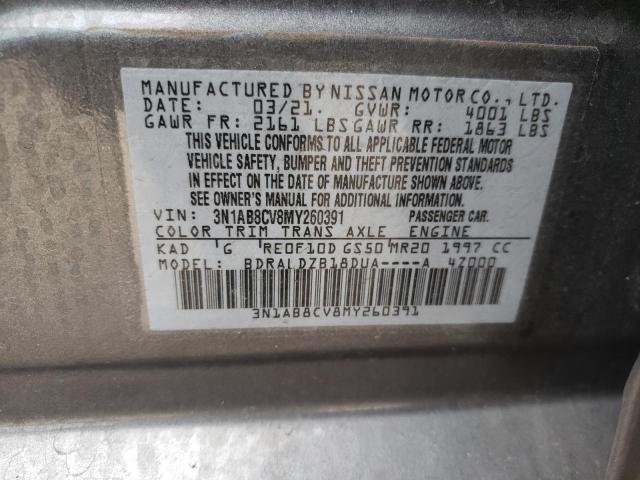 MANUFACTURED BY NISSAN MOTOR CO., LTD.
DATE: 03/21. GVWR: 4001 LBS
GAWR FR: 2161 LBS GAWR RR: 1863 LBS
THIS VEHICLE CONFORMS TO ALL APPLICABLE FEDERAL MOTOR
VEHICLE SAFETY, BUMPER AND THEFT PREVENTION STANDARDS
IN EFFECT ON THE DATE OF MANUFACTURE SHOWN ABOVE.
SEE OWNER'S MANUAL FOR ADDITIONAL INFORMATION.
VIN: 3N1AB8CV8MY260391 PASSENGER CAR.
COLOR TRIM TRANS AXLE ENGINE
KAD G RE0F10D GS50 MR20 1997 CC
MODEL: BDRALDZB18DUA----A 4Z000
3N1AB8CV8MY260391